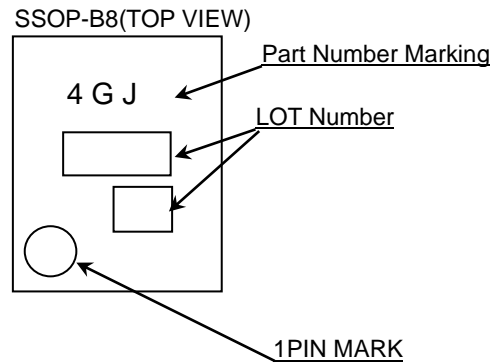 SSOP-B8(TOP VIEW)
Part Number Marking
4 G J
LOT Number
1PIN MARK